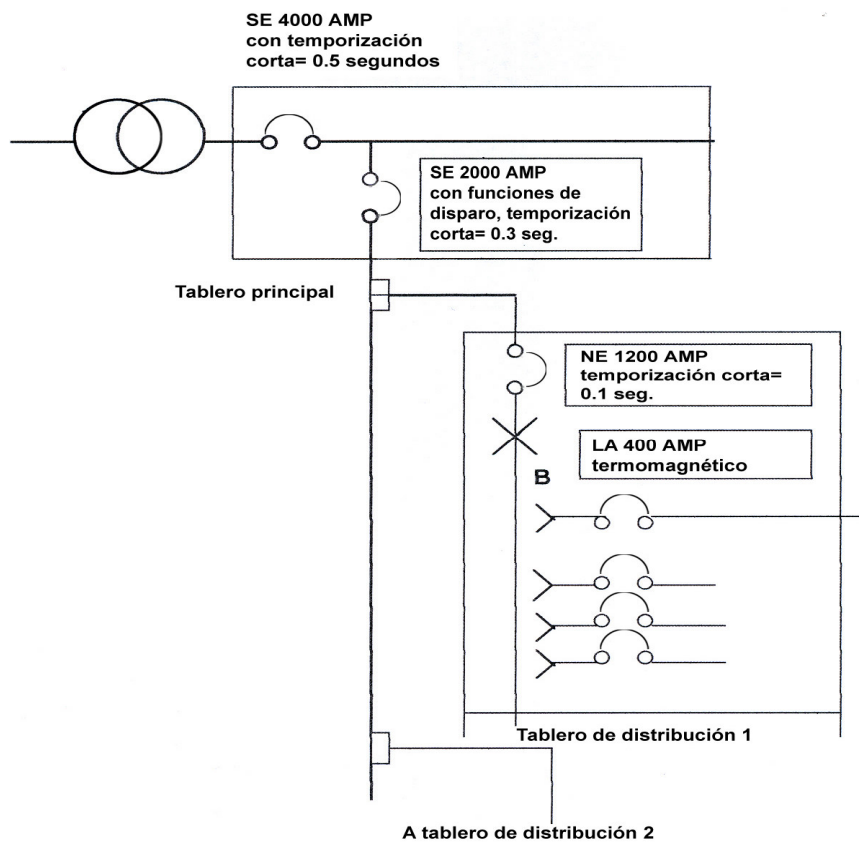 SE 4000 AMP
con temporización
corta= 0.5 segundos
SE 2000 AMP
con funciones de
disparo, temporización
corta= 0.3 seg.
Tablero principal
NE 1200 AMP
temporización corta=
0.1 seg.
LA 400 AMP
termomagnético
B
Tablero de distribución 1
A tablero de distribución 2